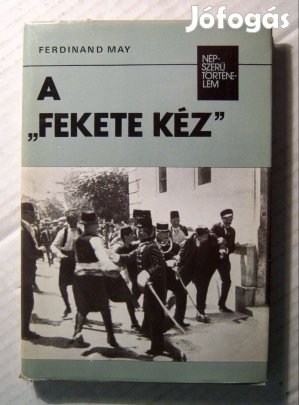 Jófogás
FERDINAND MAY
NÉP-
SZERŰ
TÖRTÉNE-
LEM
A
„FEKETE KÉZ”